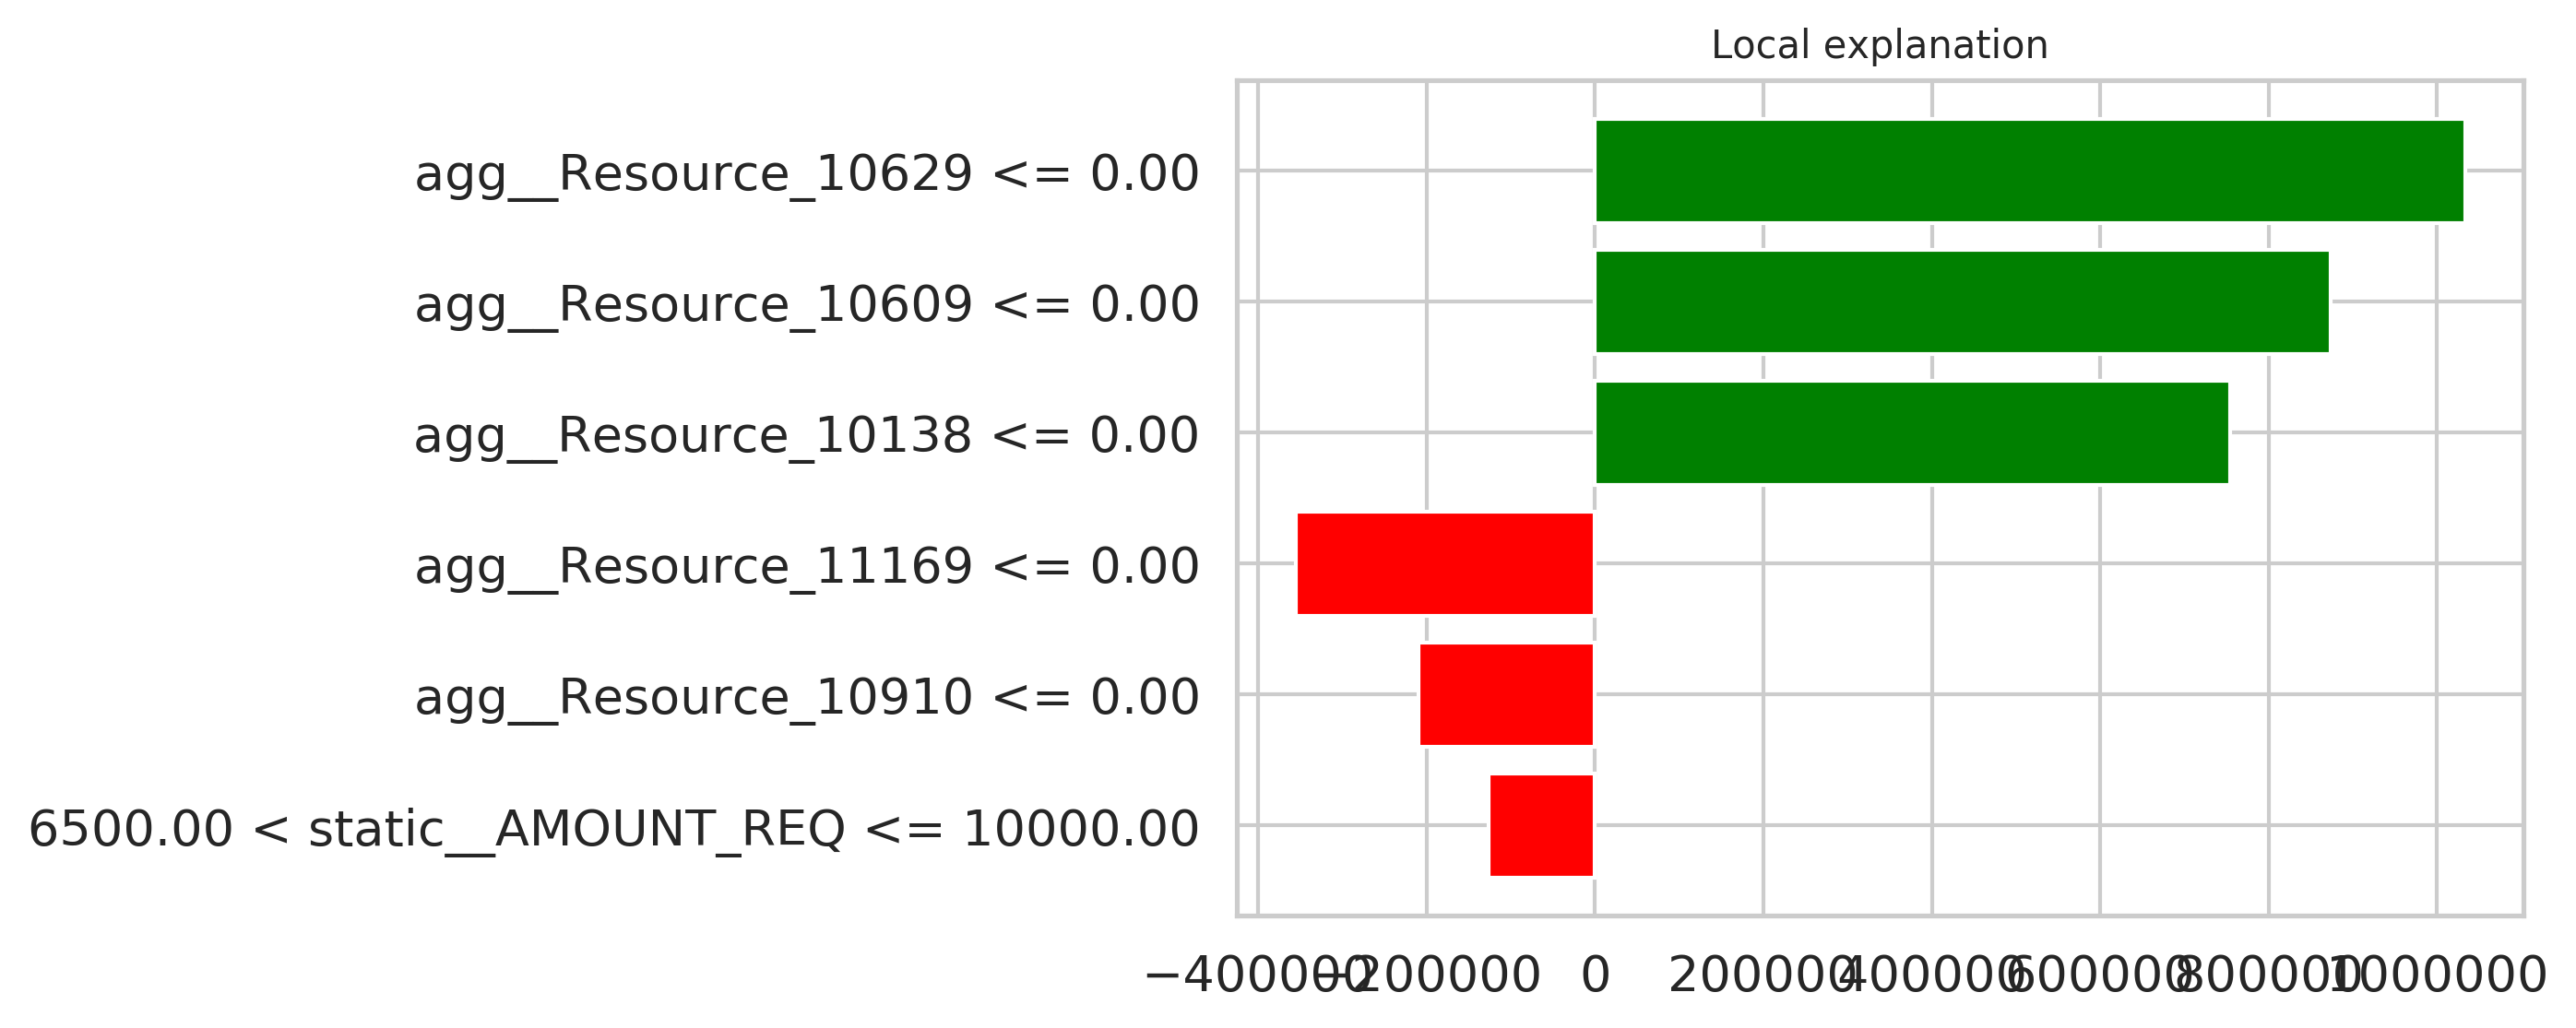 Local explanation
agg__Resource_10629 <= 0.00
agg__Resource_10609 <= 0.00
agg__Resource_10138 <= 0.00
agg__Resource_11169 <= 0.00
agg__Resource_10910 <= 0.00
6500.00 < static__AMOUNT_REQ <= 10000.00
−400000 −200000 0 200000 400000 600000 800000 1000000